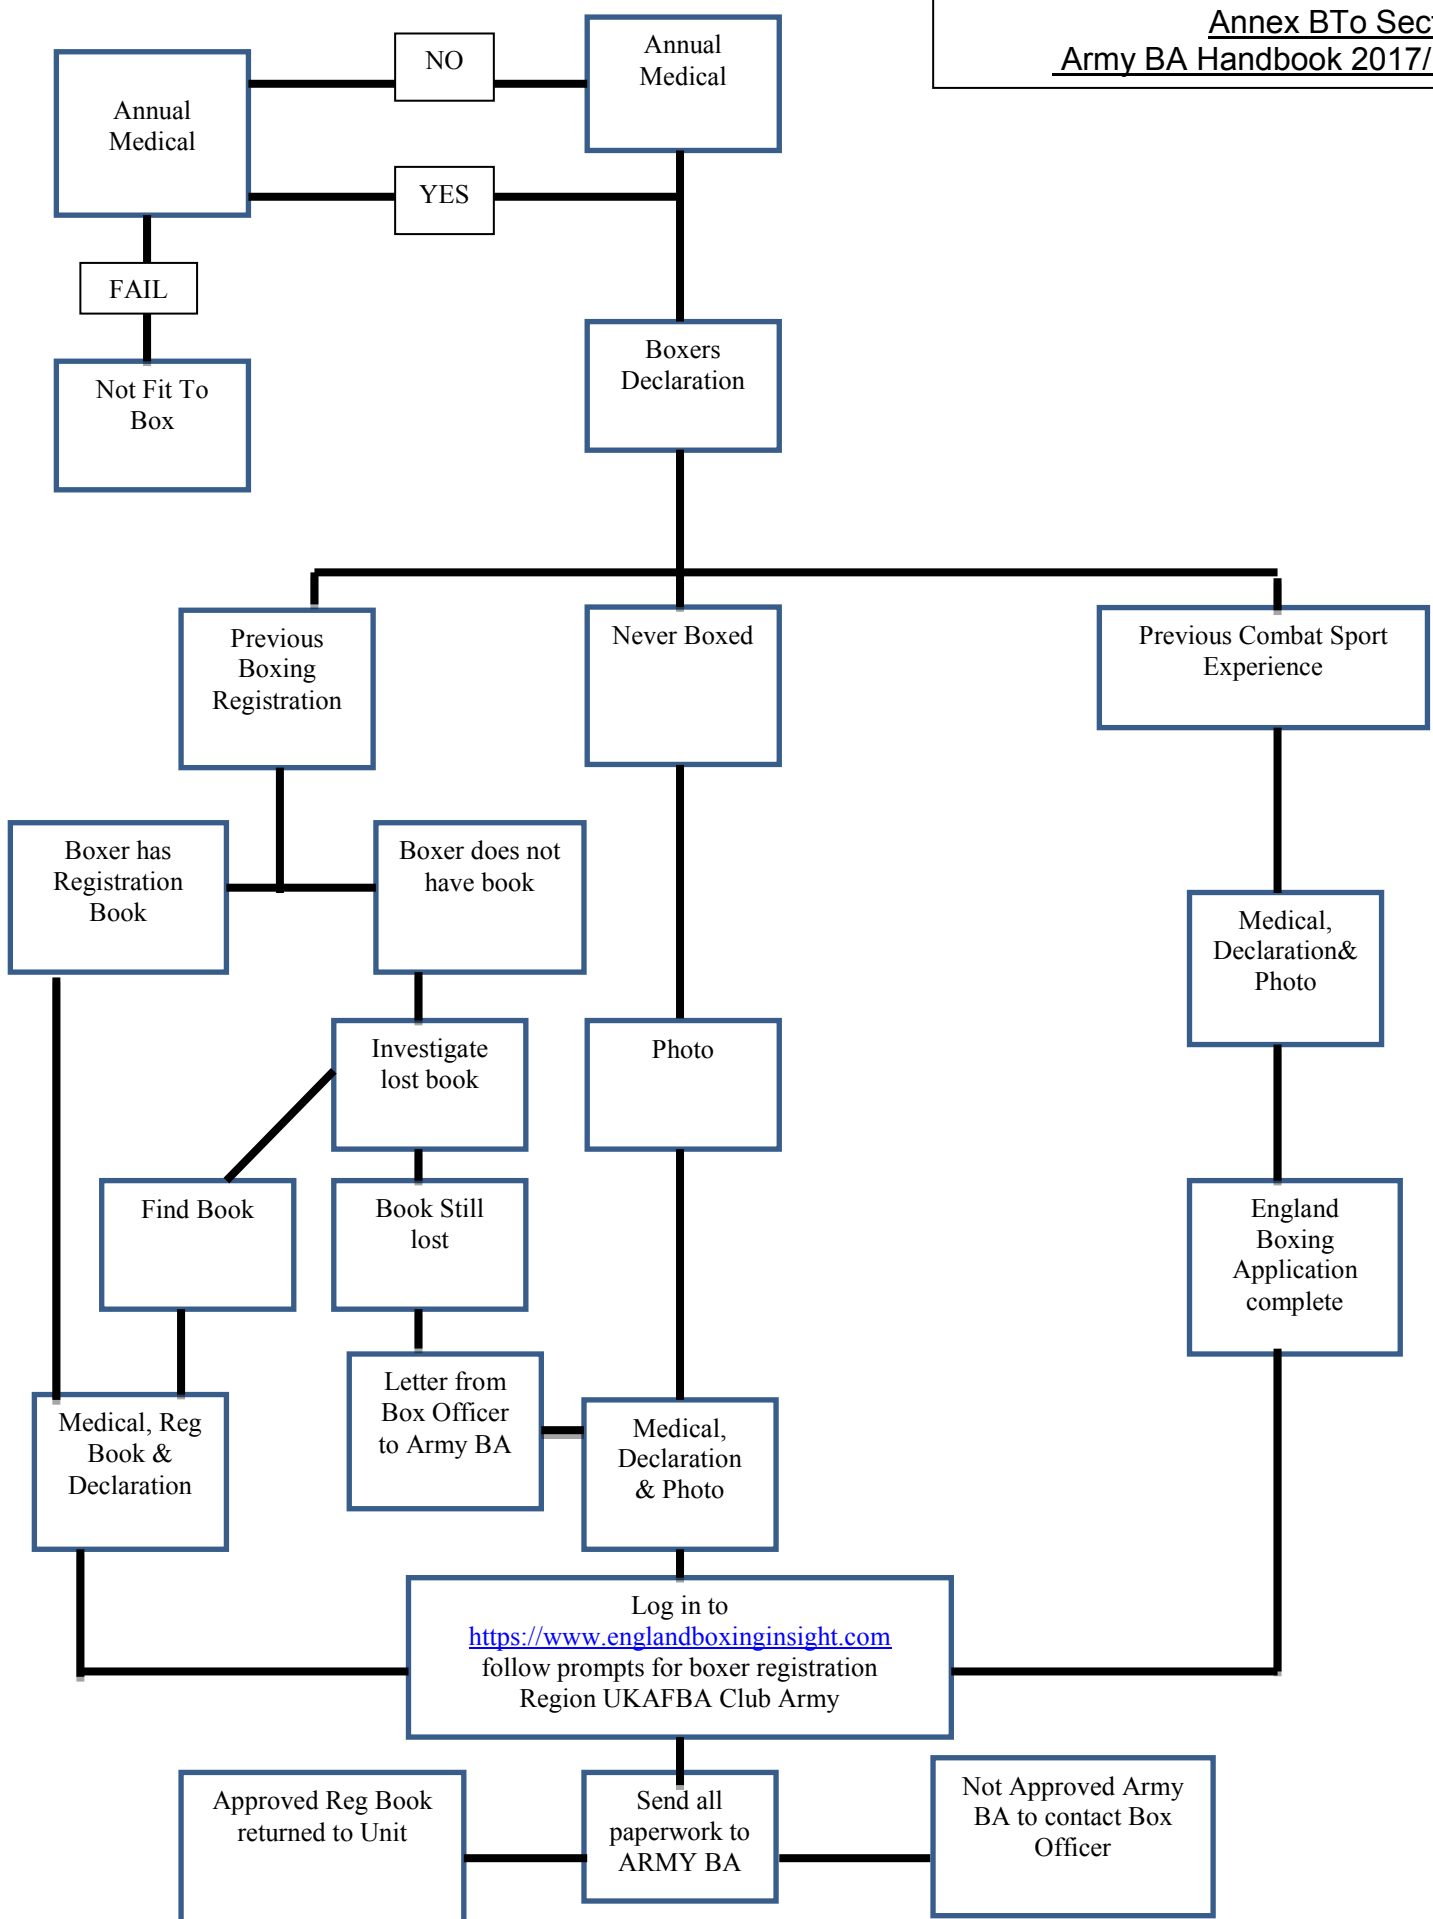 Annex BTo Sect
Army BA Handbook 2017/
NO
Annual
Medical
Annual
Medical
YES
FAIL
Boxers
Declaration
Not Fit To
Box
Previous
Boxing
Registration
Never Boxed
Previous Combat Sport
Experience
Boxer has
Registration
Book
Boxer does not
have book
Medical,
Declaration&
Photo
Investigate
lost book
Photo
Find Book
Book Still
lost
England
Boxing
Application
complete
Letter from
Box Officer
to Army BA
Medical, Reg
Book &
Declaration
Medical,
Declaration
& Photo
Log in to
https://www.englandboxinginsight.com
follow prompts for boxer registration
Region UKAFBA Club Army
Approved Reg Book
returned to Unit
Send all
paperwork to
ARMY BA
Not Approved Army
BA to contact Box
Officer